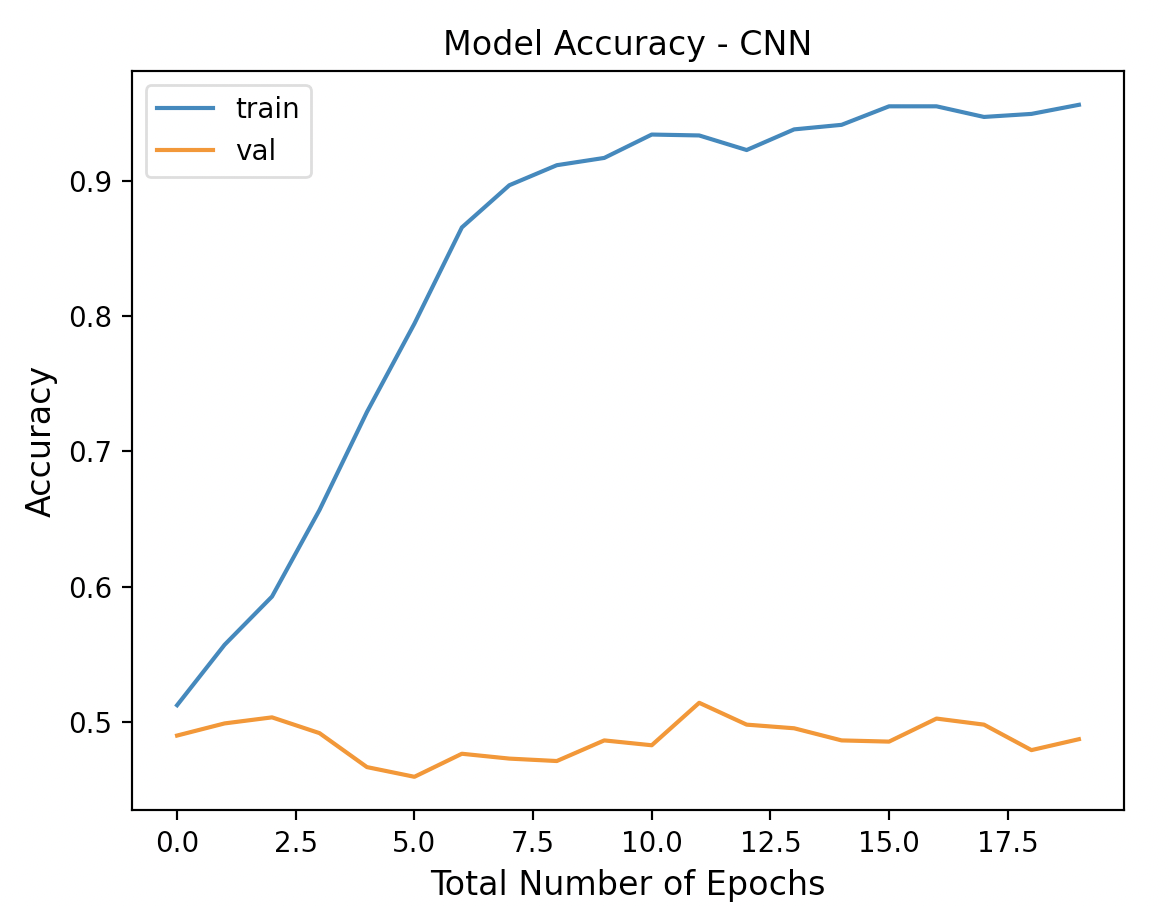 Model Accuracy - CNN
train
val
0.9
0.8
0.7
0.6
0.5
Accuracy
0.0 2.5 5.0 7.5 10.0 12.5 15.0 17.5
Total Number of Epochs